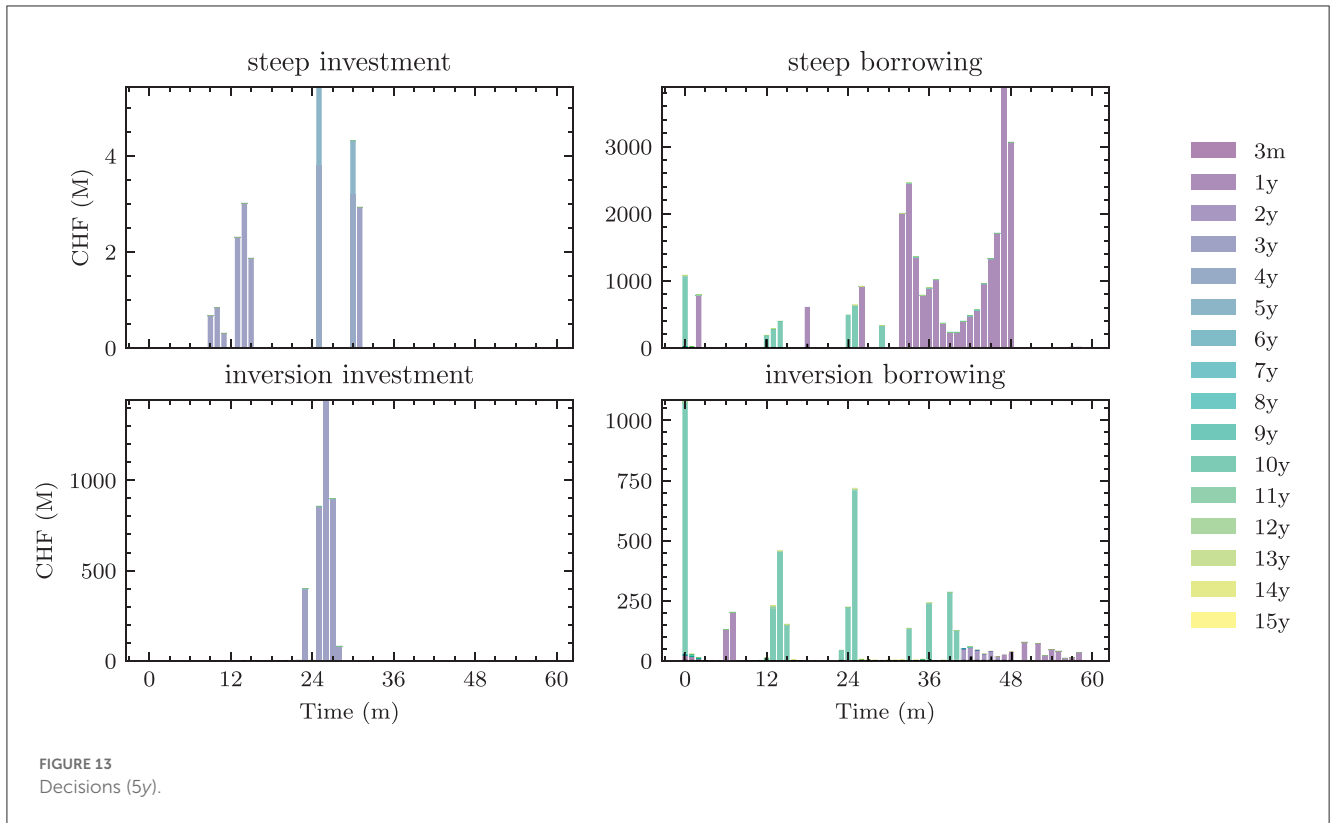 steep investment
steep borrowing
CHF (M)
4
2
0
3000
2000
1000
0
inversion investment
inversion borrowing
CHF (M)
1000
500
0
1000
750
500
250
0
0 12 24 36 48 60
0 12 24 36 48 60
Time (m)
Time (m)
3m
1y
2y
3y
4y
5y
6y
7y
8y
9y
10y
11y
12y
13y
14y
15y
FIGURE 13
Decisions (5y).